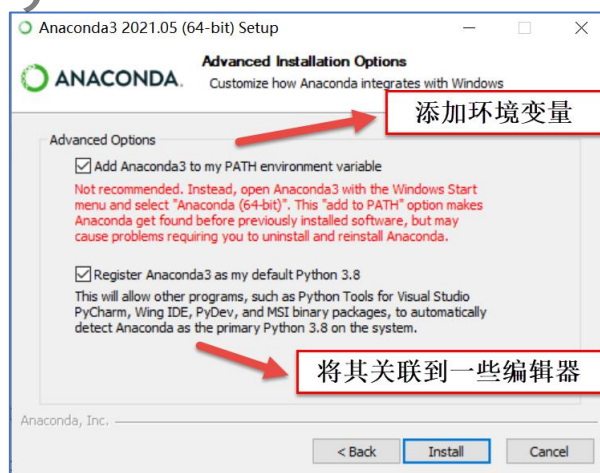 Anaconda3 2021.05 (64-bit) Setup
ANACONDA.
Advanced Installation Options
Customize how Anaconda integrates with Windows
添加环境变量
Advanced Options
Add Anaconda3 to my PATH environment variable
Not recommended. Instead, open Anaconda3 with the Windows Start
menu and select "Anaconda (64-bit)". This "add to PATH" option makes
Anaconda get found before previously installed software, but may
cause problems requiring you to uninstall and reinstall Anaconda.
Register Anaconda3 as my default Python 3.8
This will allow other programs, such as Python Tools for Visual Studio
PyCharm, Wing IDE, PyDev, and MSI binary packages, to automatically
detect Anaconda as the primary Python 3.8 on the system.
将其关联到一些编辑器
Anaconda, Inc.
< Back
Install
Cancel